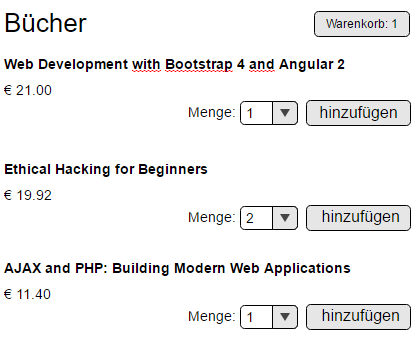 Bücher
Warenkorb: 1
Web Development with Bootstrap 4 and Angular 2
€ 21.00
Menge: 1 hinzufügen
Ethical Hacking for Beginners
€ 19.92
Menge: 2 hinzufügen
AJAX and PHP: Building Modern Web Applications
€ 11.40
Menge: 1 hinzufügen